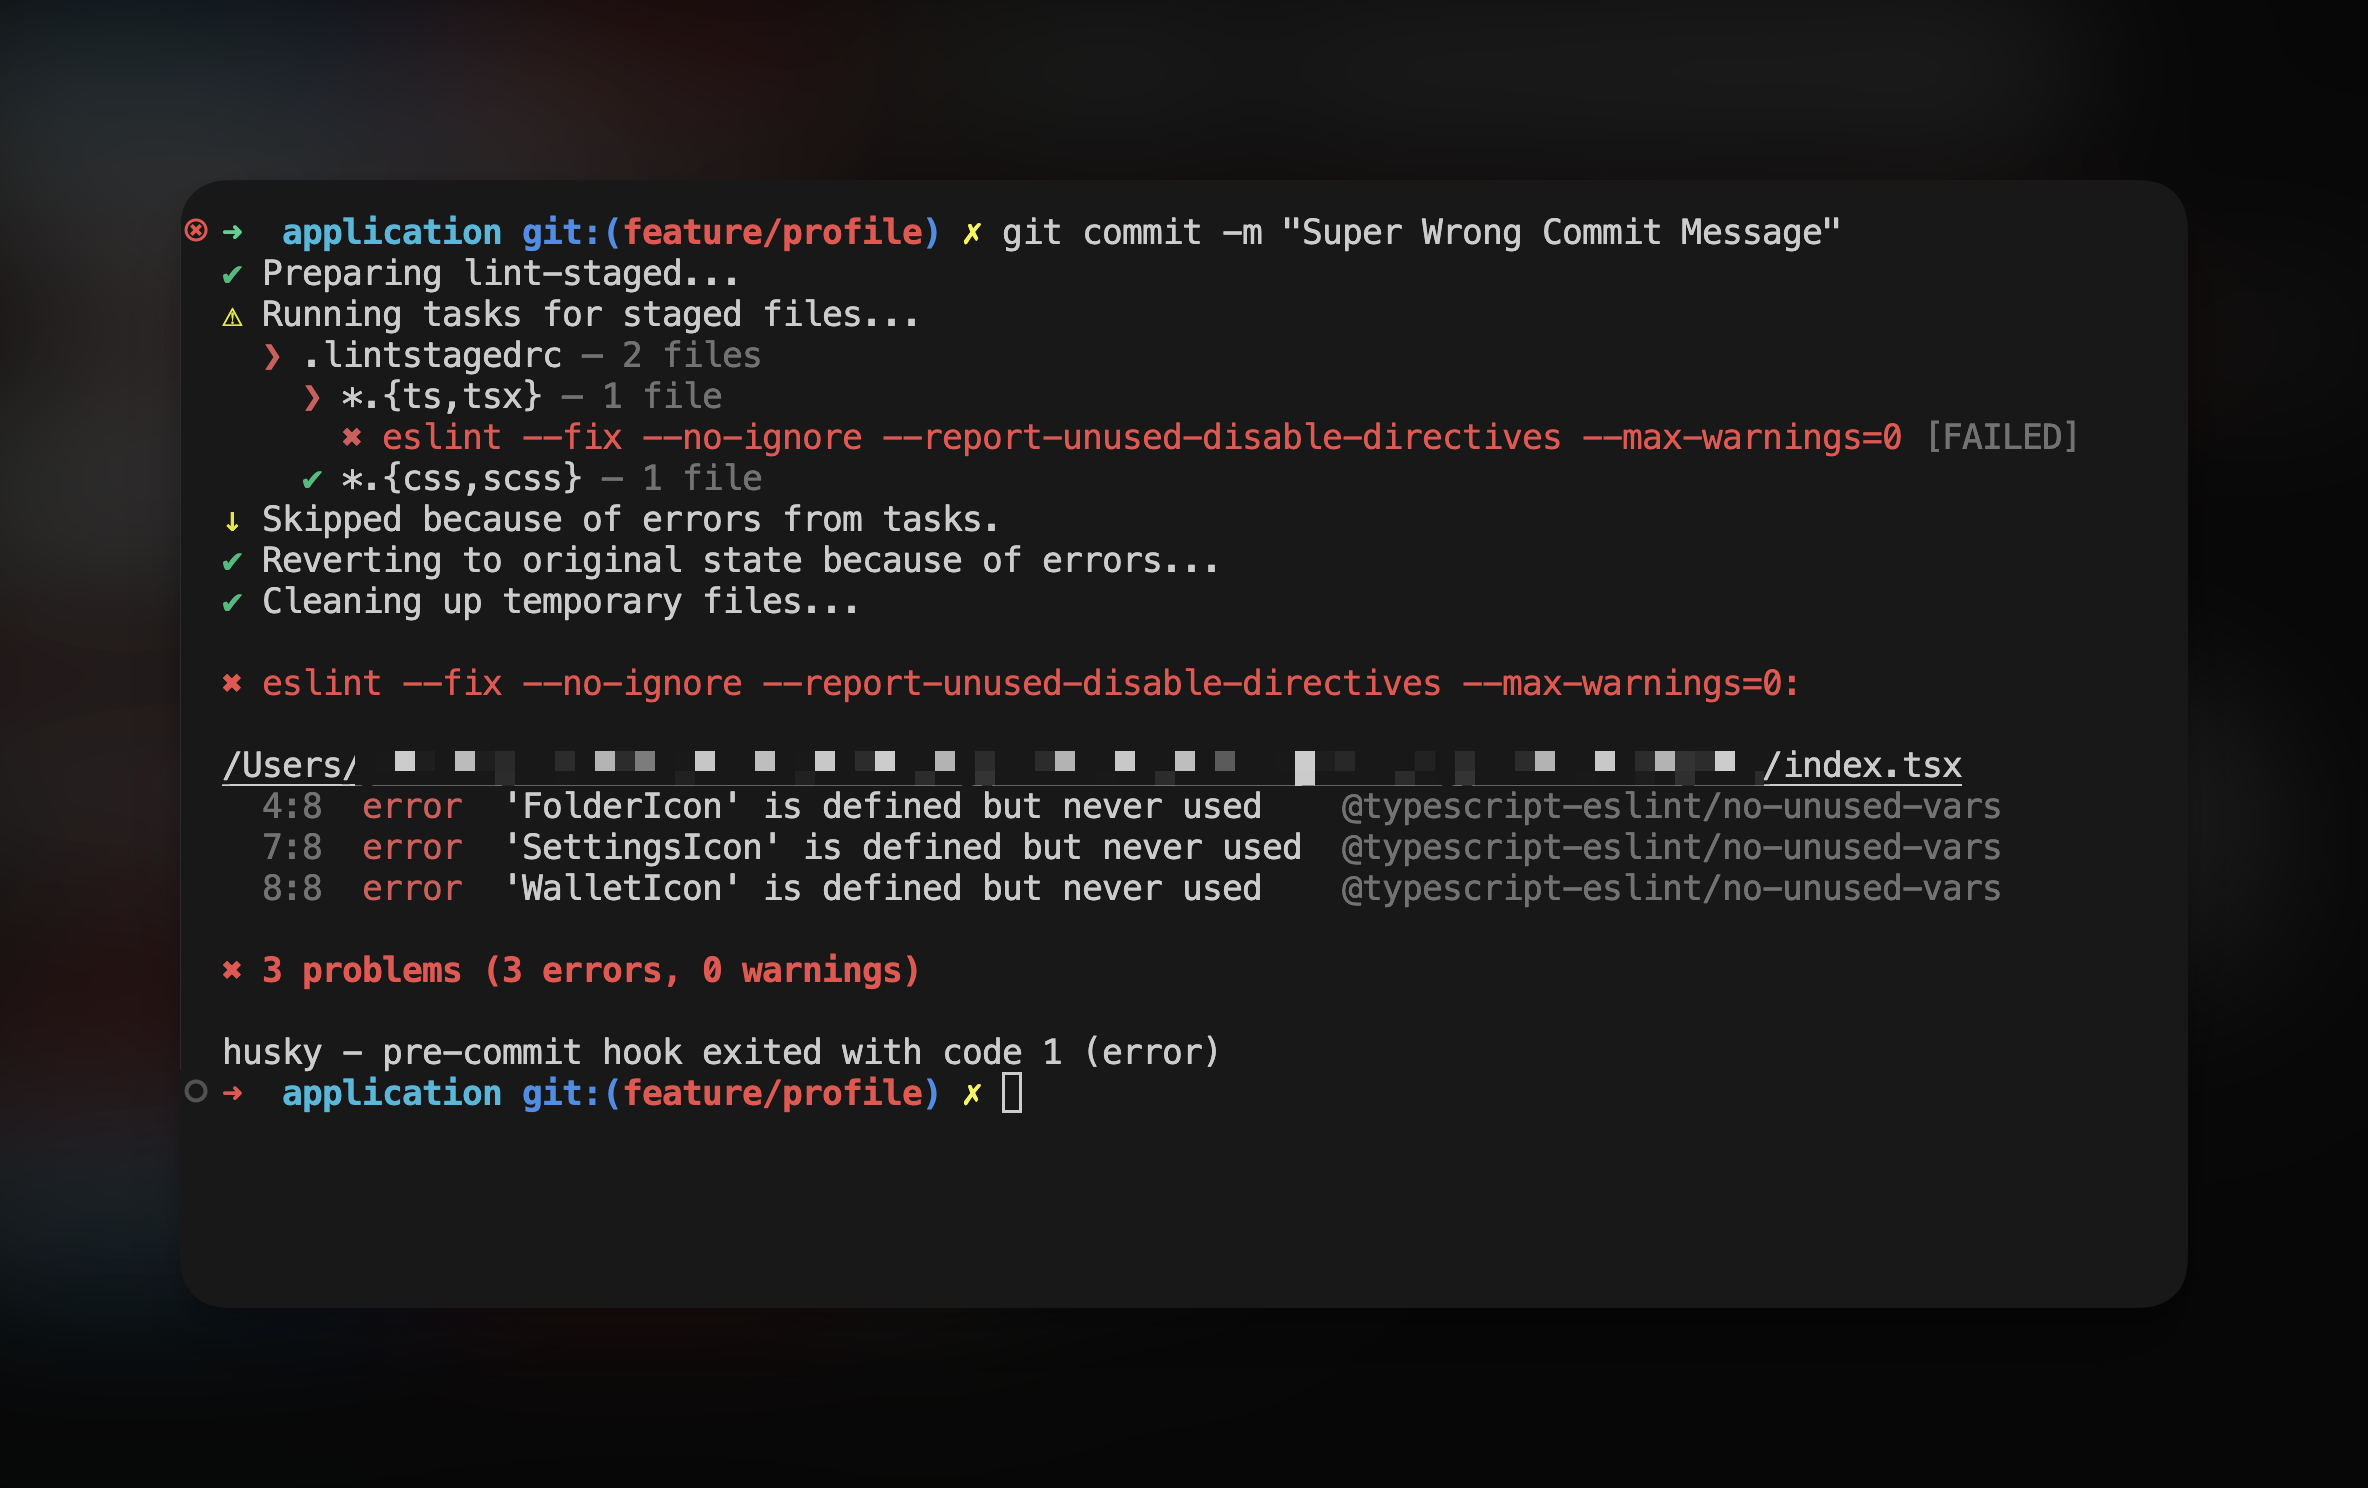 ➜  application git:(feature/profile) ✗ git commit -m "Super Wrong Commit Message"
✔ Preparing lint-staged...
⚠ Running tasks for staged files...
  ❯ .lintstagedrc — 2 files
    ❯ *.{ts,tsx} — 1 file
      ✖ eslint --fix --no-ignore --report-unused-disable-directives --max-warnings=0 [FAILED]
    ✔ *.{css,scss} — 1 file
↓ Skipped because of errors from tasks.
✔ Reverting to original state because of errors...
✔ Cleaning up temporary files...
✖ eslint --fix --no-ignore --report-unused-disable-directives --max-warnings=0:
/Users/ /index.tsx
  4:8  error  'FolderIcon' is defined but never used    @typescript-eslint/no-unused-vars
  7:8  error  'SettingsIcon' is defined but never used  @typescript-eslint/no-unused-vars
  8:8  error  'WalletIcon' is defined but never used    @typescript-eslint/no-unused-vars
✖ 3 problems (3 errors, 0 warnings)
husky - pre-commit hook exited with code 1 (error)
➜  application git:(feature/profile) ✗